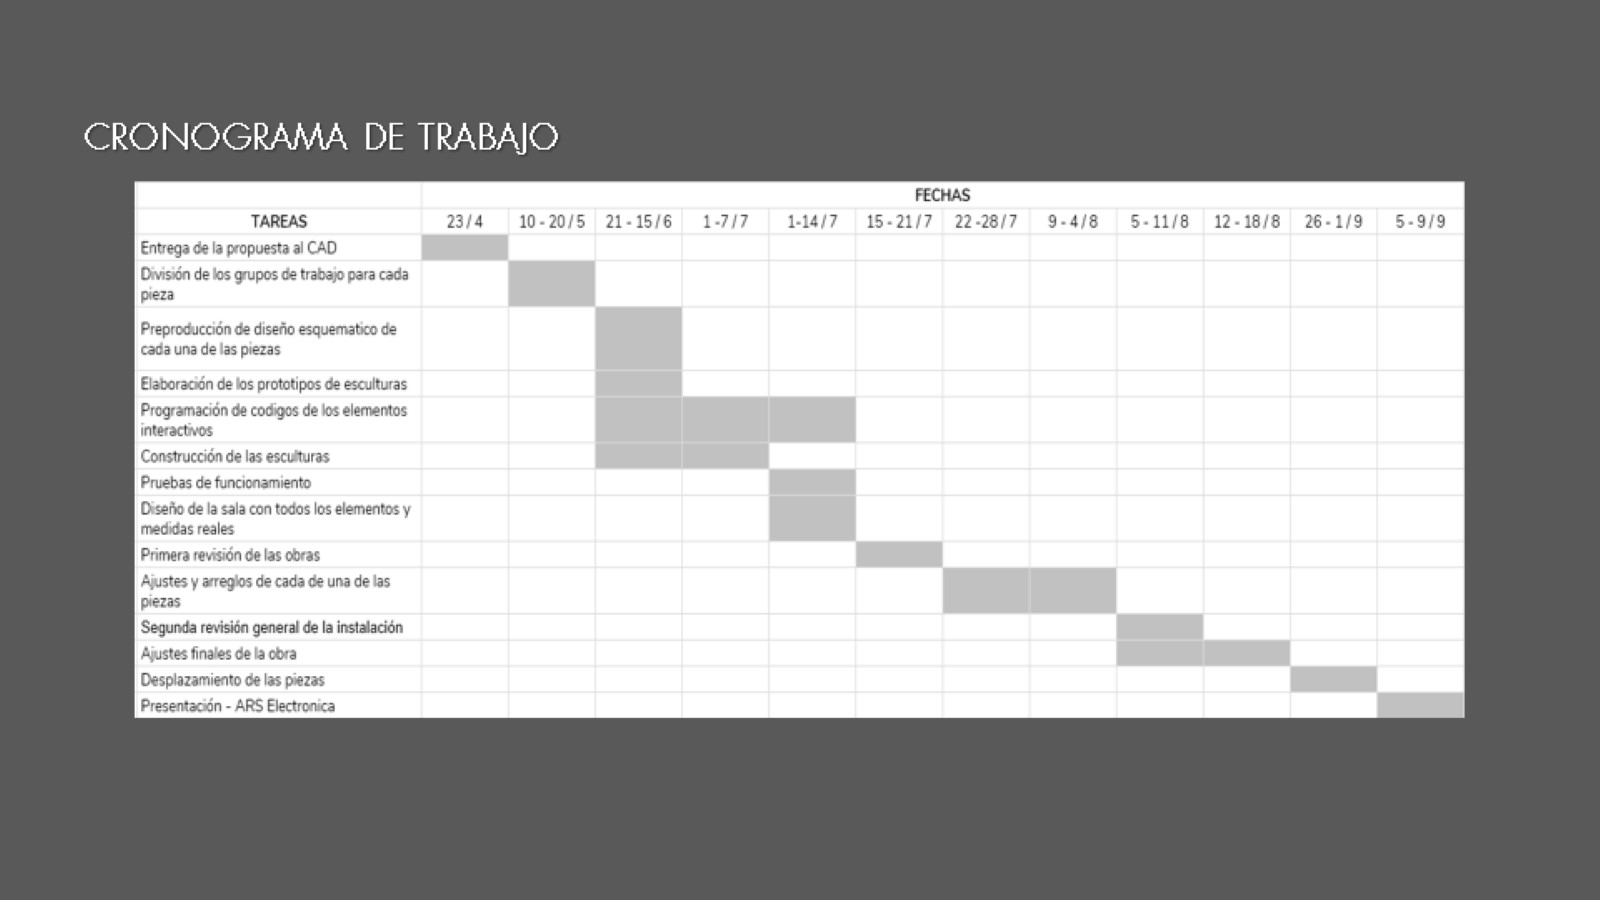 CRONOGRAMA DE TRABAJO
FECHAS
TAREAS 23 / 4 10 - 20 / 5 21 - 15 / 6 1 -7 / 7 1-14 / 7 15 - 21 / 7 22 -28 / 7 9 - 4 / 8 5 - 11 / 8 12 - 18 / 8 26 - 1 / 9 5 - 9 / 9
Entrega de la propuesta al CAD
División de los grupos de trabajo para cada
pieza
Preproducción de diseño esquematico de
cada una de las piezas
Elaboración de los prototipos de esculturas
Programación de codigos de los elementos
interactivos
Construcción de las esculturas
Pruebas de funcionamiento
Diseño de la sala con todos los elementos y
medidas reales
Primera revisión de las obras
Ajustes y arreglos de cada de una de las
piezas
Segunda revisión general de la instalación
Ajustes finales de la obra
Desplazamiento de las piezas
Presentación - ARS Electronica